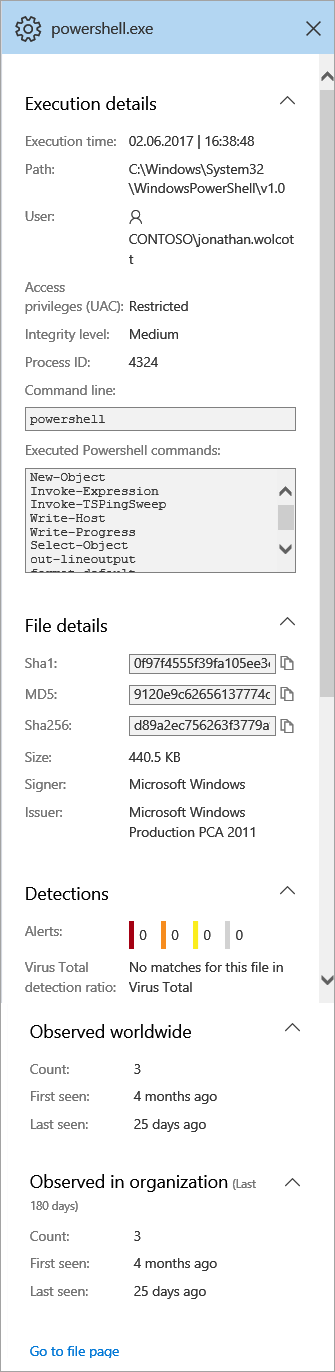 powershell.exe
Execution details
Execution time: 02.06.2017 | 16:38:48
Path: C:\Windows\System32
\WindowsPowerShell\v1.0
User:
CONTOSO\jonathan.wolcot
t
Access
privileges (UAC): Restricted
Integrity level: Medium
Process ID: 4324
Command line:
powershell
Executed Powershell commands:
New-Object
Invoke-Expression
Invoke-TSPingSweep
Write-Host
Write-Progress
Select-Object
out-lineoutput
format-default
File details
Sha1: 0f97f4555f39fa105ee3
MD5: 9120e9c62656137774c
Sha256: d89a2ec756263f3779a
Size: 440.5 KB
Signer: Microsoft Windows
Issuer: Microsoft Windows
Production PCA 2011
Detections
Alerts: 0 0 0 0
Virus Total No matches for this file in
detection ratio: Virus Total
Observed worldwide
Count: 3
First seen: 4 months ago
Last seen: 25 days ago
Observed in organization (Last
180 days)
Count: 3
First seen: 4 months ago
Last seen: 25 days ago
Go to file page